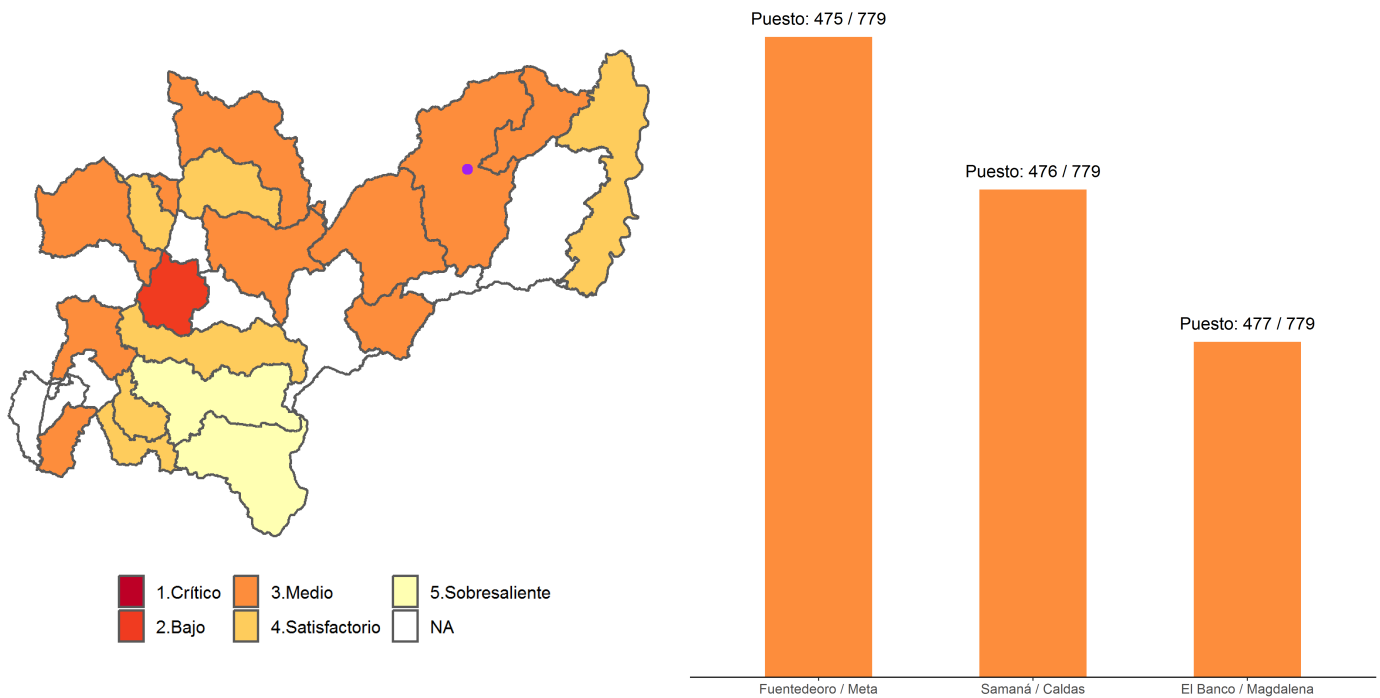 Puesto: 475 / 779
Puesto: 476 / 779
Puesto: 477 / 779
1.Crítico
3.Medio
5.Sobresaliente
2.Bajo
4.Satisfactorio
NA
Fuentedeoro / Meta
Samaná / Caldas
El Banco / Magdalena